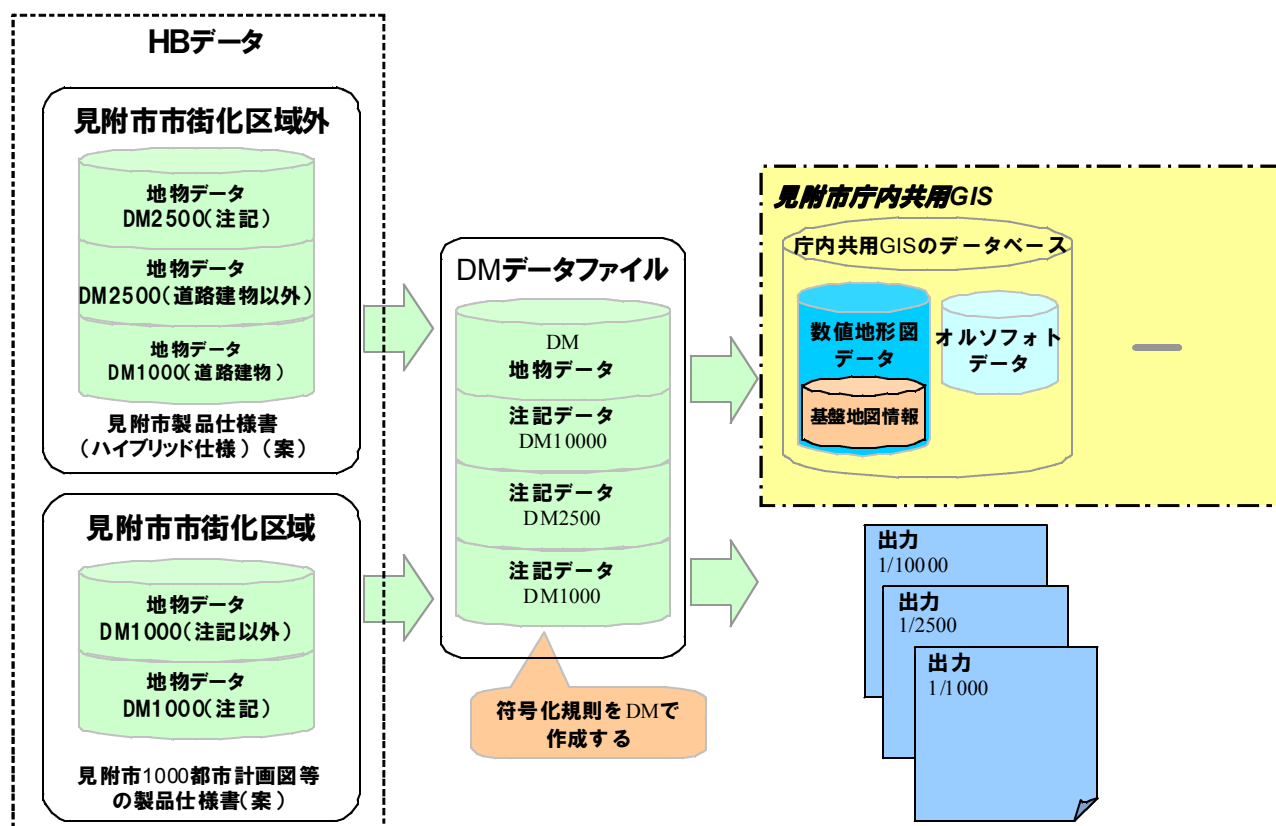 HBデータ
見附市市街化区域外
地物データ
DM2500(注記)
地物データ
DM2500(道路建物以外)
地物データ
DM1000(道路建物)
見附市製品仕様書
(ハイブリッド仕様)(案)
見附市市街化区域
地物データ
DM1000(注記以外)
地物データ
DM1000(注記)
見附市1000都市計画図等
の製品仕様書(案)
DMデータファイル
DM
地物データ
注記データ
DM10000
注記データ
DM2500
注記データ
DM1000
符号化規則をDMで
作成する
見附市庁内共用GIS
庁内共用GISのデータベース
数値地形図
データ
基盤地図情報
オルソフォト
データ
出力
1/10000
出力
1/2500
出力
1/1000